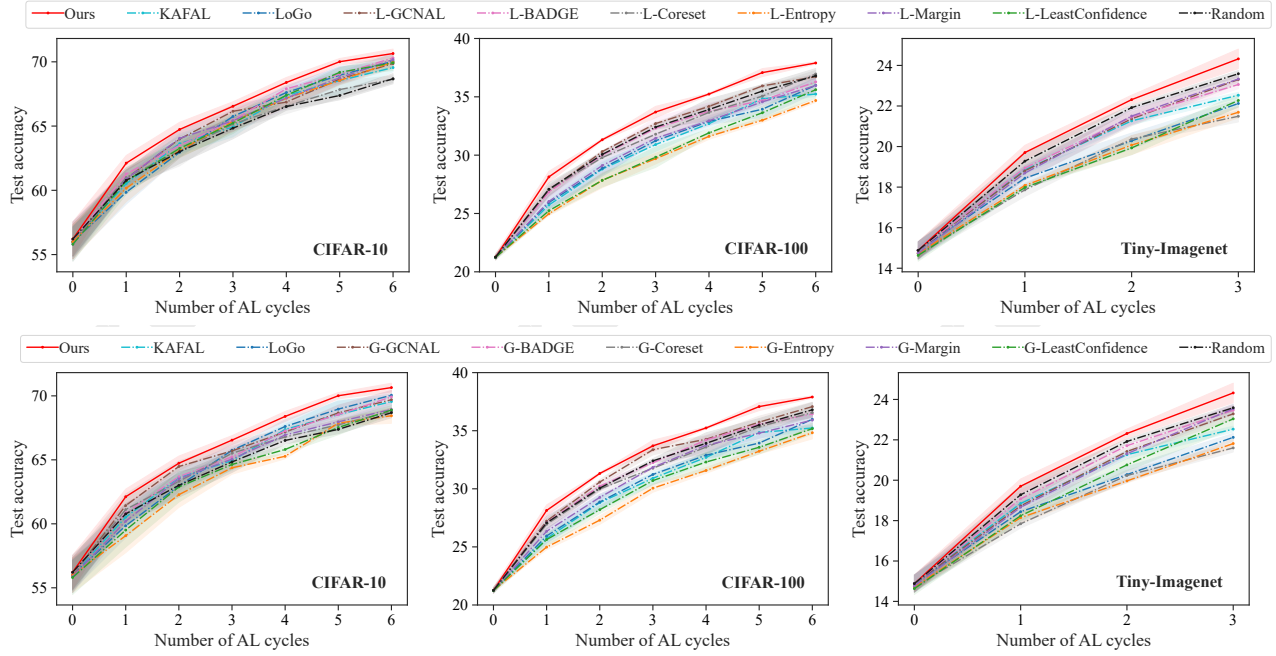 Ours KAFAL LoGo L-GCNAL L-BADGE L-Coreset L-Entropy L-Margin L-LeastConfidence Random
Test accuracy
70
65
60
55
0 1 2 3 4 5 6
Number of AL cycles
CIFAR-10
Test accuracy
40
35
30
25
20
0 1 2 3 4 5 6
Number of AL cycles
CIFAR-100
Test accuracy
24
22
20
18
16
14
0 1 2 3
Number of AL cycles
Tiny-Imagenet
Ours KAFAL LoGo G-GCNAL G-BADGE G-Coreset G-Entropy G-Margin G-LeastConfidence Random
Test accuracy
70
65
60
55
0 1 2 3 4 5 6
Number of AL cycles
CIFAR-10
Test accuracy
40
35
30
25
20
0 1 2 3 4 5 6
Number of AL cycles
CIFAR-100
Test accuracy
24
22
20
18
16
14
0 1 2 3
Number of AL cycles
Tiny-Imagenet